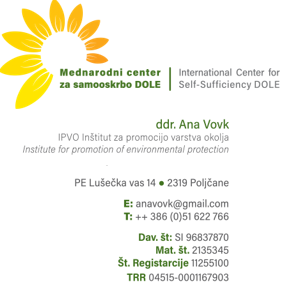 Mednarodni center | International Center for
za samooskrbo DOLE | Self-Sufficiency DOLE
ddr. Ana Vovk
IPVO Inštitut za promocijo varstva okolja
Institute for promotion of environmental protection
PE Lušečka vas 14 ● 2319 Poljčane
E: anavovk@gmail.com
T: ++ 386 (0)51 622 766
Dav. št: SI 96837870
Mat. št. 2135345
Št. Registarcije 11255100
TRR 04515-0001167903